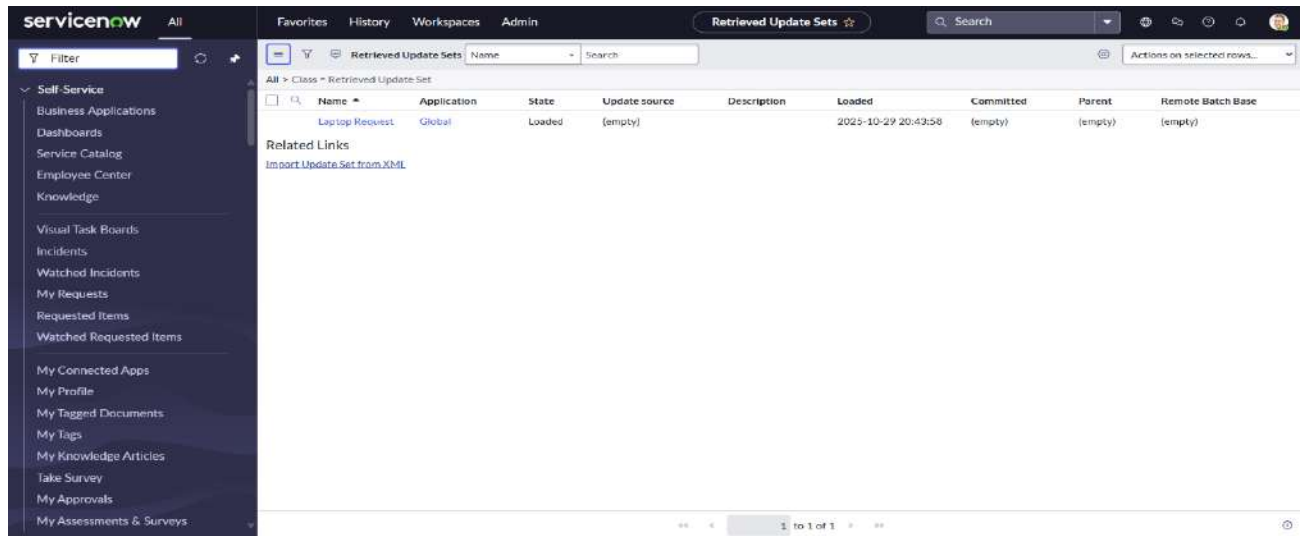 servicenow All Favorites History Workspaces Admin Retrieved Update Sets Search
Filter
Retrieved Update Sets Name Search Actions on selected rows...
All > Class = Retrieved Update Set
Name Application State Update source Description Loaded Committed Parent Remote Batch Base
Laptop Request Global Loaded (empty) 2025-10-29 20:43:58 (empty) (empty) (empty)
Related Links
Import Update Set from XML
Self-Service
Business Applications
Dashboards
Service Catalog
Employee Center
Knowledge
Visual Task Boards
Incidents
Watched Incidents
My Requests
Requested Items
Watched Requested Items
My Connected Apps
My Profile
My Tagged Documents
My Tags
My Knowledge Articles
Take Survey
My Approvals
My Assessments & Surveys
1 to 1 of 1